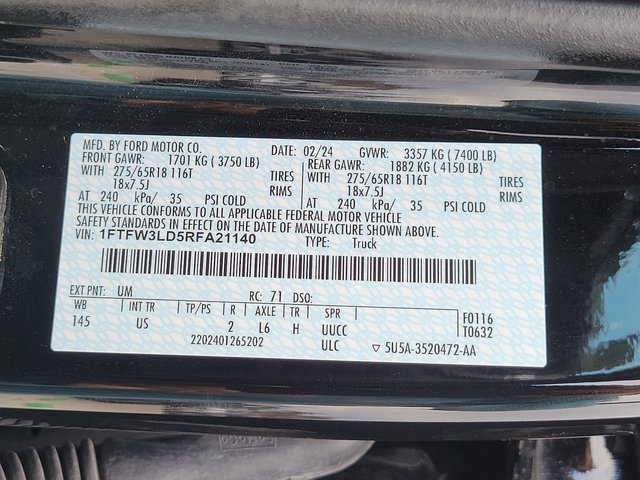 MFD. BY FORD MOTOR CO. DATE: 02/24 GVWR: 3357 KG ( 7400 LB)
FRONT GAWR: 1701 KG ( 3750 LB) REAR GAWR: 1882 KG ( 4150 LB)
WITH 275/65R18 116T TIRES WITH 275/65R18 116T TIRES
18x7.5J RIMS 18x7.5J RIMS
AT 240 kPa/ 35 PSI COLD AT 240 kPa/ 35 PSI COLD
THIS VEHICLE CONFORMS TO ALL APPLICABLE FEDERAL MOTOR VEHICLE
SAFETY STANDARDS IN EFFECT ON THE DATE OF MANUFACTURE SHOWN ABOVE.
VIN: 1FTFW3LD5RFA21140 TYPE: Truck
EXT PNT: UM RC: 71 DSO:
WB INT TR TP/PS R AXLE TR SPR F0116
145 US 2 L6 H UUCC T0632
2202401265202 ULC 5U5A-3520472-AA